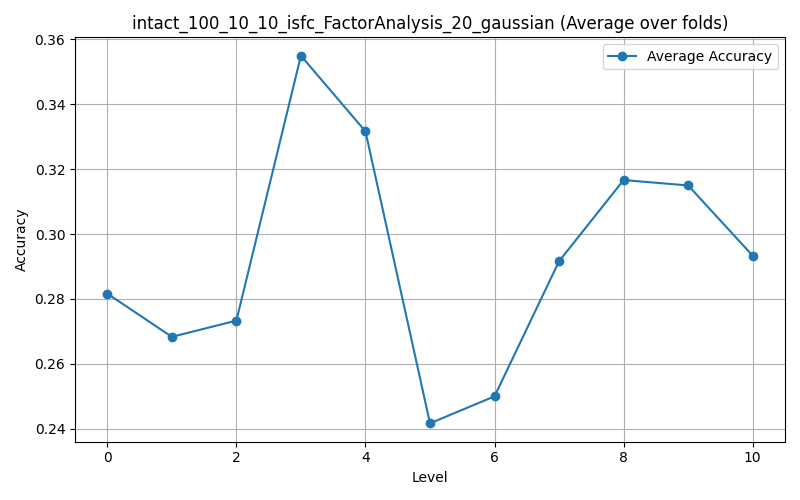 intact_100_10_10_isfc_FactorAnalysis_20_gaussian (Average over folds)
Average Accuracy
0.36
0.34
0.32
0.30
0.28
0.26
0.24
Accuracy
0 2 4 6 8 10
Level